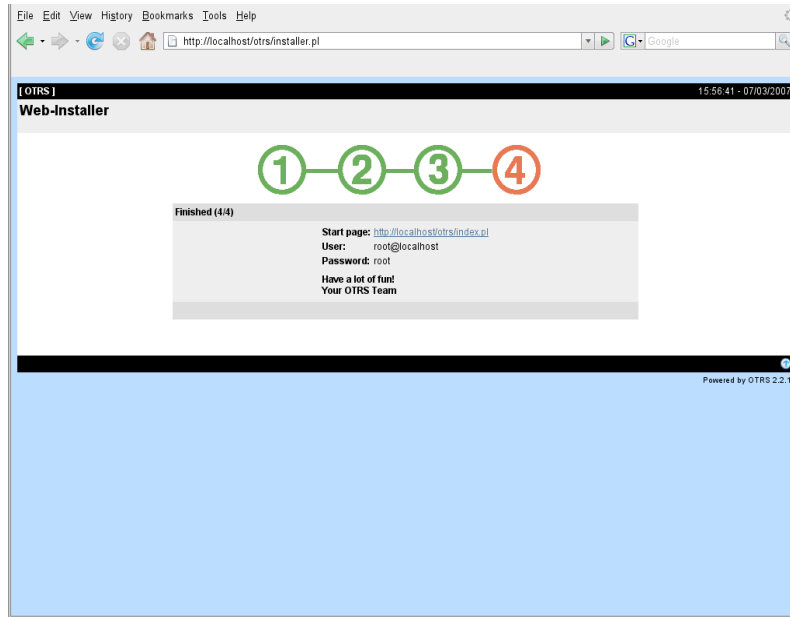 File Edit View History Bookmarks Tools Help
http://localhost/otrs/installer.pl
G Google
[ OTRS ] 15:56:41 - 07/03/2007
Web-Installer
1 2 3 4
Finished (4/4)
Start page: http://localhost/otrs/index.pl
User: root@localhost
Password: root
Have a lot of fun!
Your OTRS Team
Powered by OTRS 2.2.1